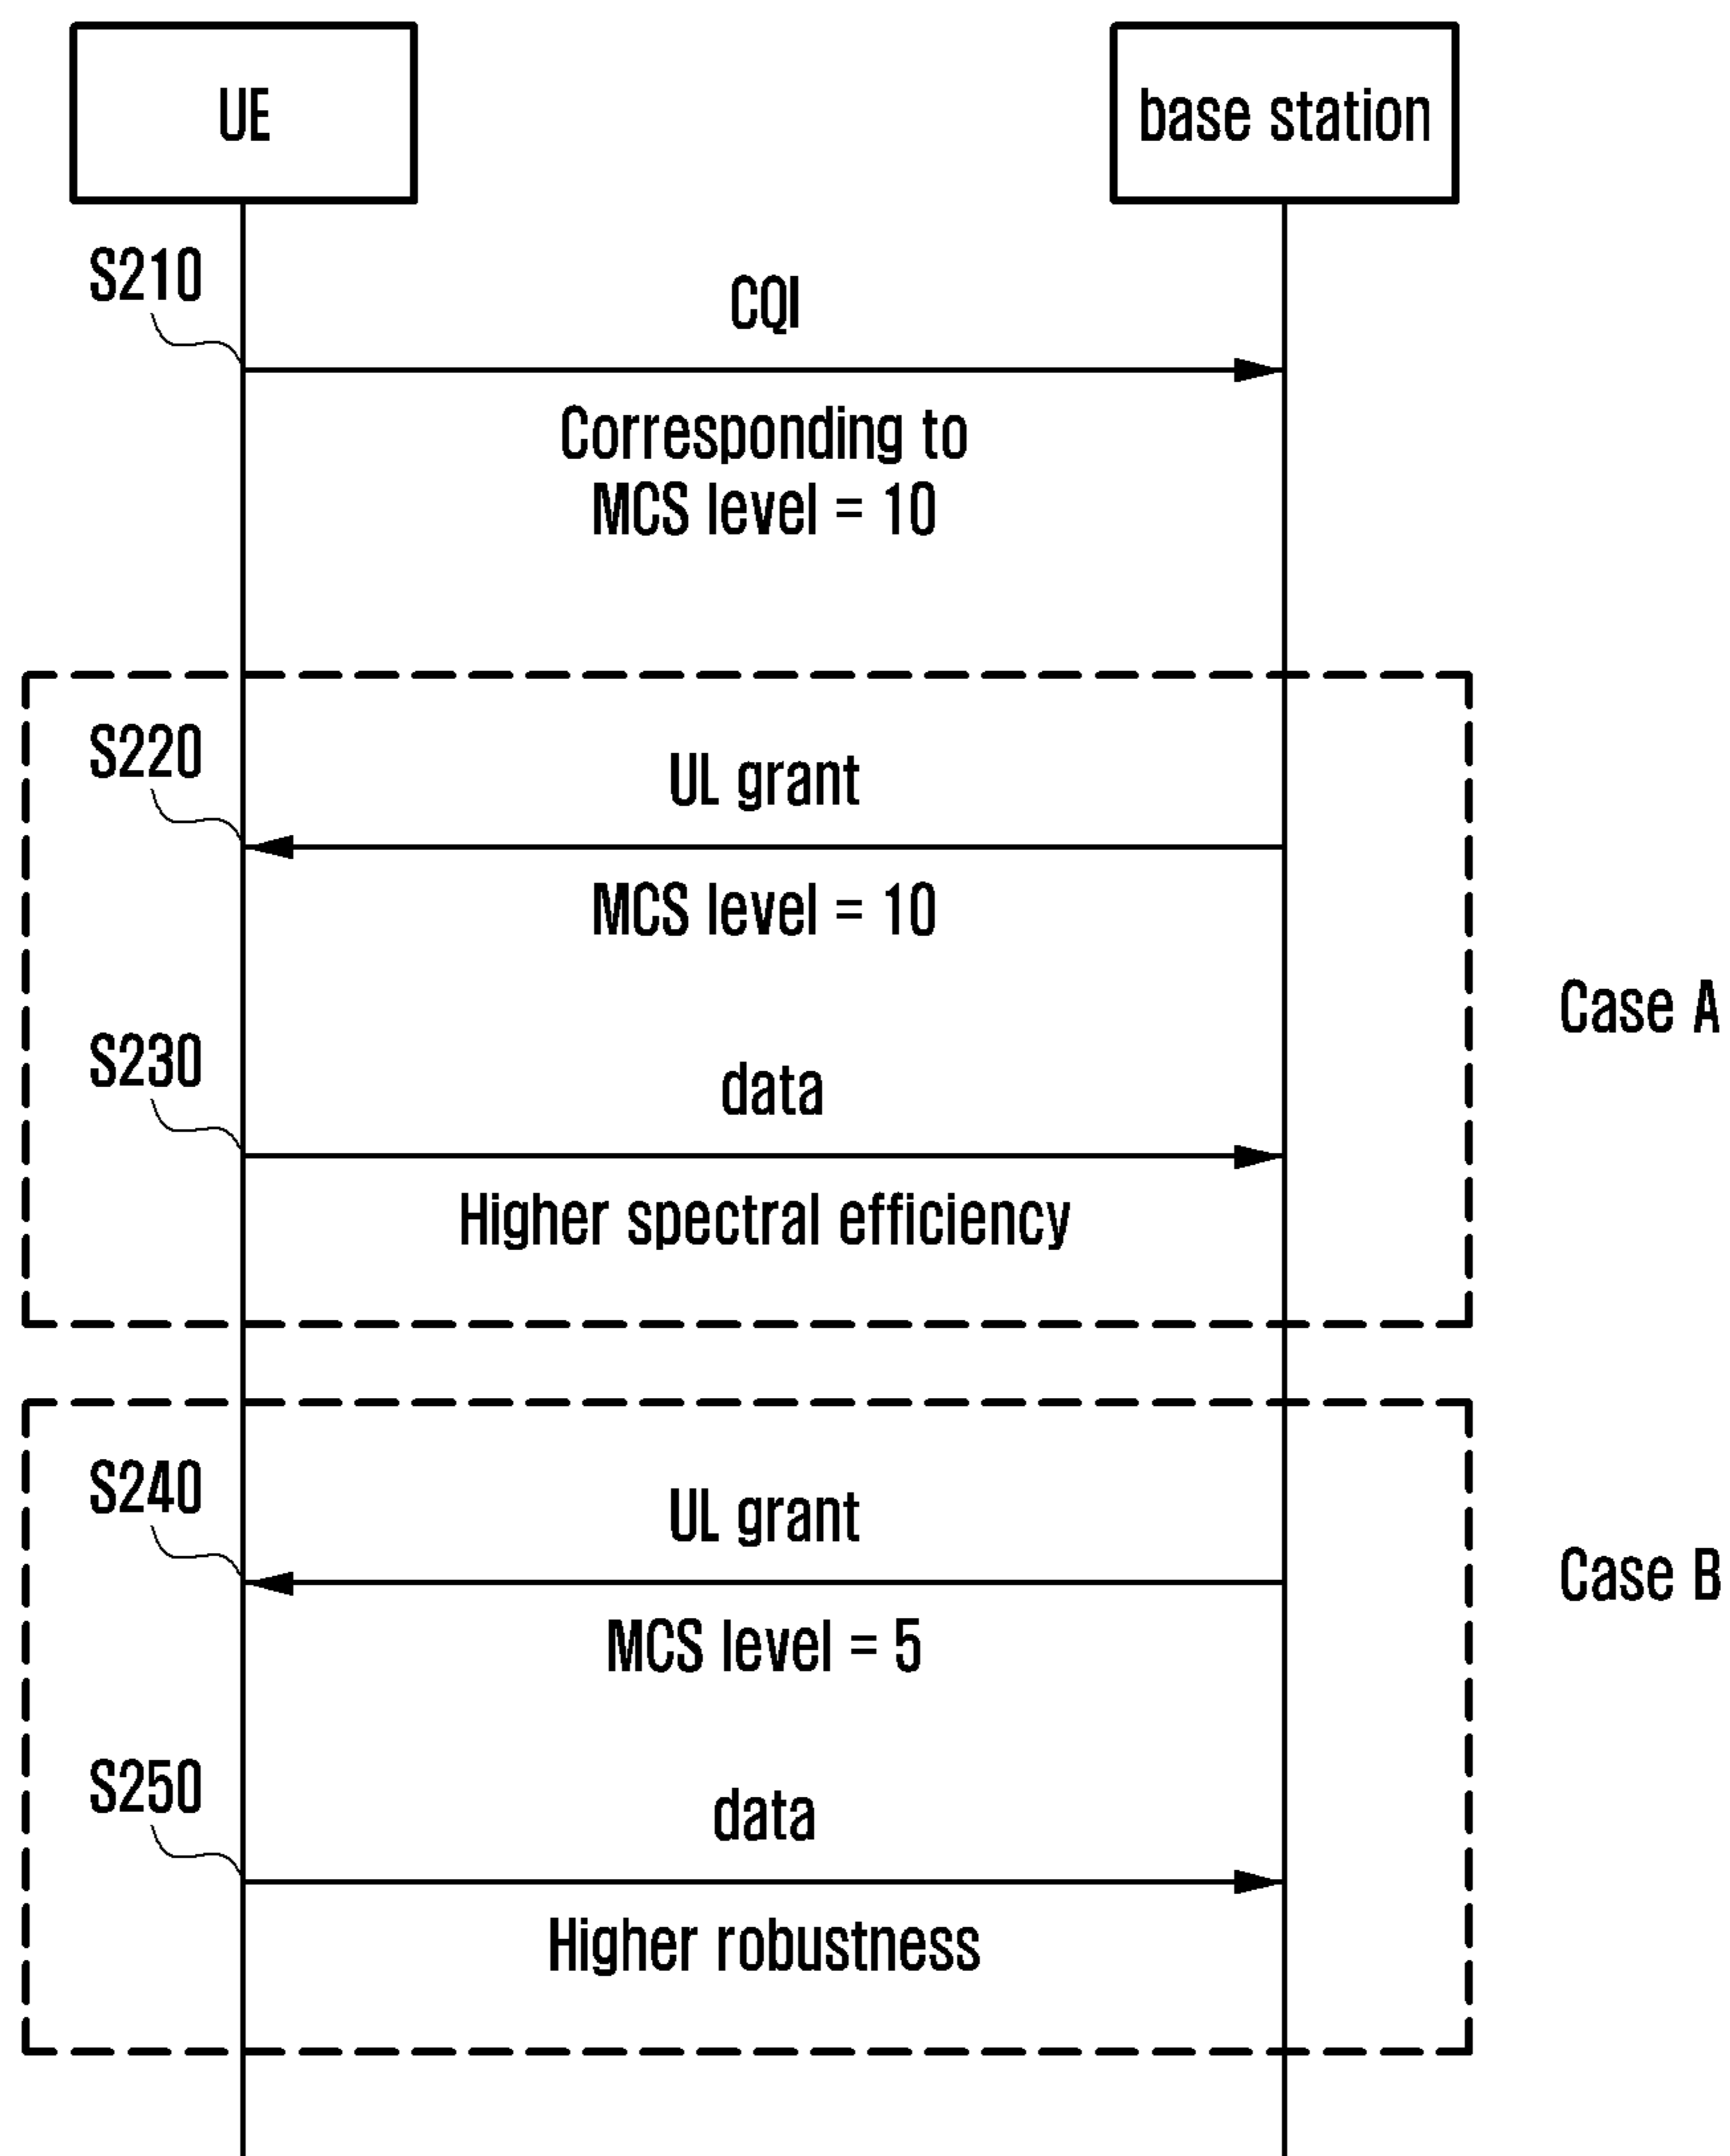 UE
base station
S210
CQI
Corresponding to
MCS level = 10
S220
UL grant
MCS level = 10
Case A
S230
data
Higher spectral efficiency
S240
UL grant
Case B
MCS level = 5
S250
data
Higher robustness